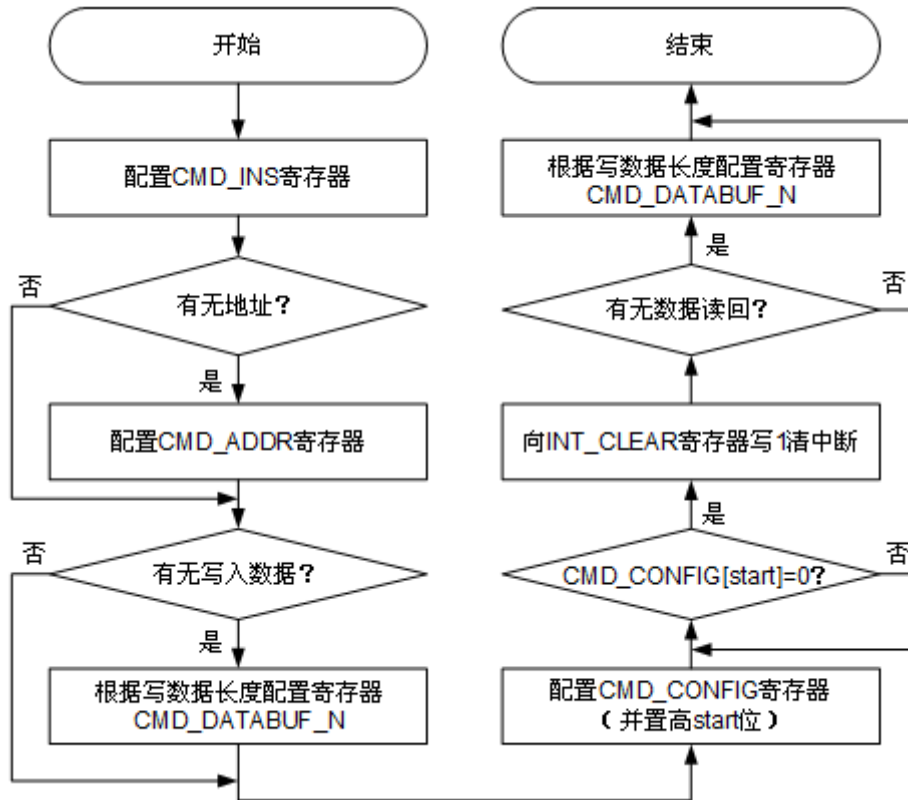 开始
配置CMD_INS寄存器
有无地址？
否
是
配置CMD_ADDR寄存器
有无写入数据？
否
是
根据写数据长度配置寄存器
CMD_DATABUF_N
配置CMD_CONFIG寄存器
（并置高start位）
CMD_CONFIG[start]=0？
否
是
向INT_CLEAR寄存器写1清中断
有无数据读回？
否
是
根据写数据长度配置寄存器
CMD_DATABUF_N
结束